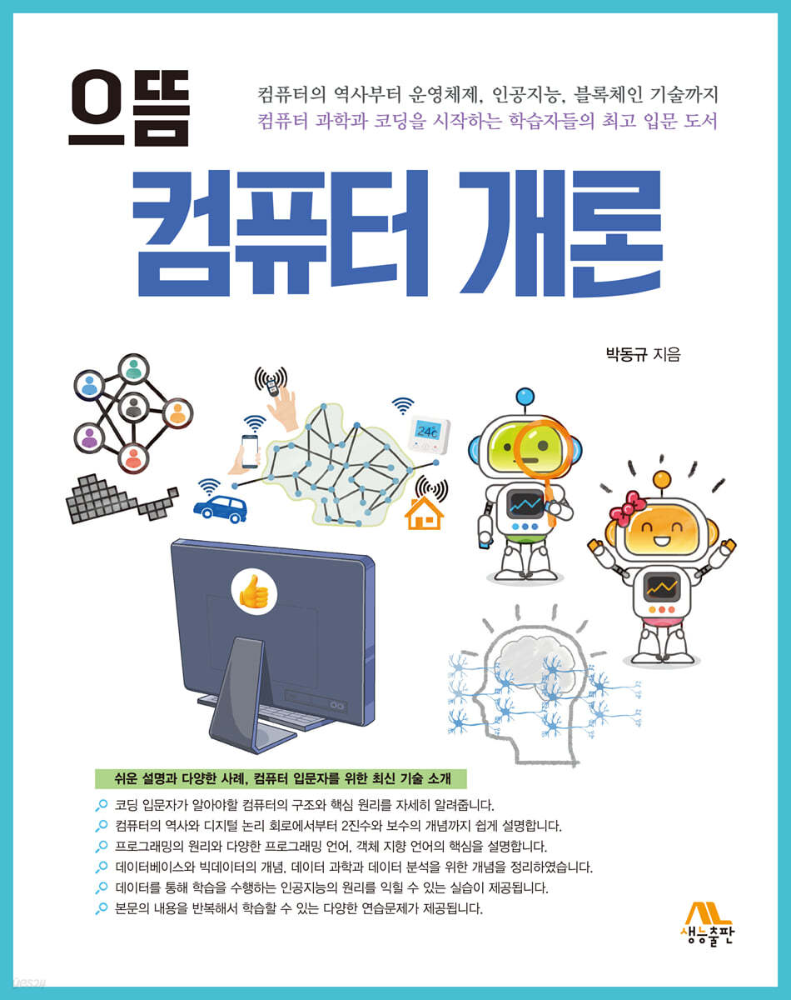 으뜸
컴퓨터의 역사부터 운영체제, 인공지능, 블록체인 기술까지
컴퓨터 과학과 코딩을 시작하는 학습자들의 최고 입문 도서
컴퓨터 개론
박동규 지음
24℃
쉬운 설명과 다양한 사례, 컴퓨터 입문자를 위한 최신 기술 소개
코딩 입문자가 알아야할 컴퓨터의 구조와 핵심 원리를 자세히 알려줍니다.
컴퓨터의 역사와 디지털 논리 회로에서부터 2진수와 보수의 개념까지 쉽게 설명합니다.
프로그래밍의 원리와 다양한 프로그래밍 언어, 객체 지향 언어의 핵심을 설명합니다.
데이터베이스와 빅데이터의 개념, 데이터 과학과 데이터 분석을 위한 개념을 정리하였습니다.
데이터를 통해 학습을 수행하는 인공지능의 원리를 익힐 수 있는 실습이 제공됩니다.
본문의 내용을 반복해서 학습할 수 있는 다양한 연습문제가 제공됩니다.
생능출판
yes24